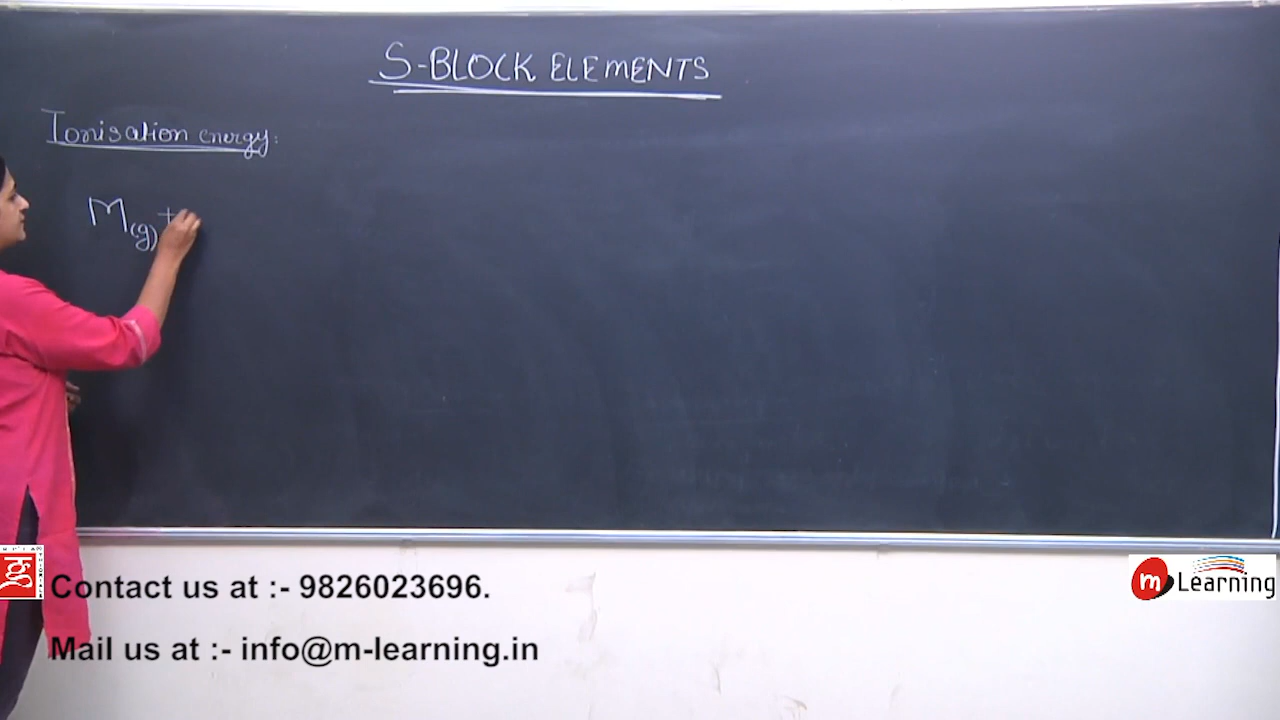 S-BLOCK ELEMENTS
Ionisation energy:
M(g) +
Contact us at :- 9826023696.
Mail us at :- info@m-learning.in
m Learning